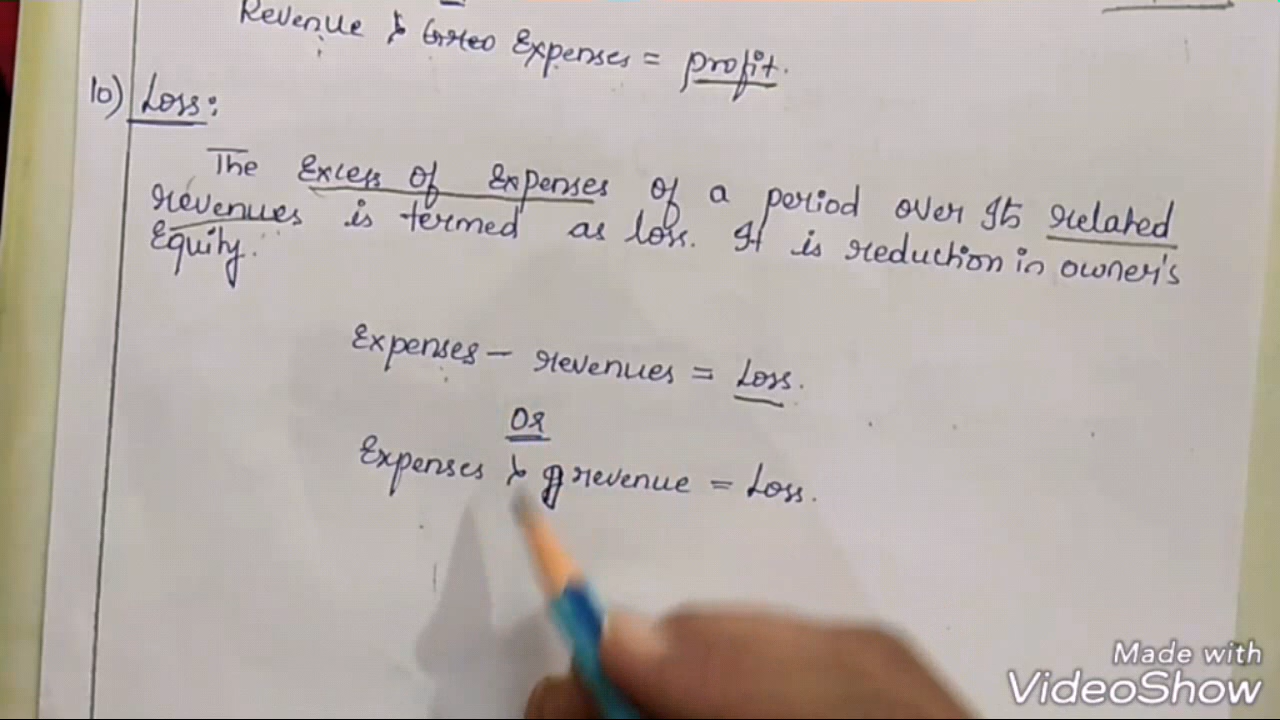 Revenue > Expenses = profit.
10) Loss:
The Excess of Expenses of a period over Its related
revenues is termed as loss. It is reduction in owner's
Equity.
Expenses - revenues = Loss.
Or
Expenses > revenue = Loss.
Made with
VideoShow